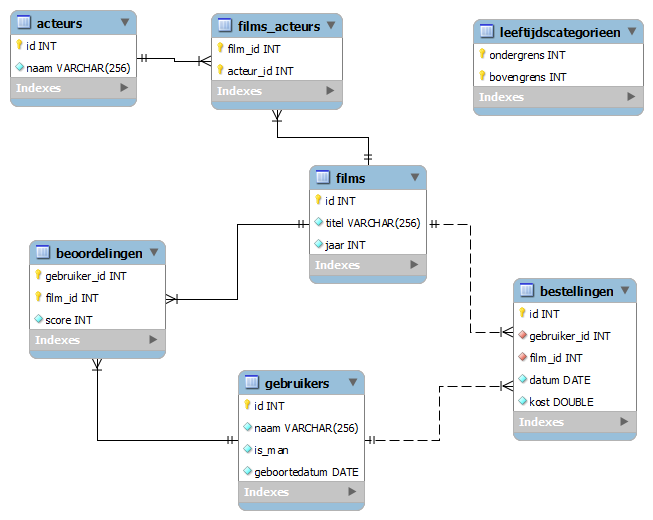 acteurs
id INT
naam VARCHAR(256)
Indexes
films_acteurs
film_id INT
acteur_id INT
Indexes
leeftijdscategorieen
ondergrens INT
bovengrens INT
Indexes
films
id INT
titel VARCHAR(256)
jaar INT
Indexes
beoordelingen
gebruiker_id INT
film_id INT
score INT
Indexes
bestellingen
id INT
gebruiker_id INT
film_id INT
datum DATE
kost DOUBLE
Indexes
gebruikers
id INT
naam VARCHAR(256)
is_man
geboortedatum DATE
Indexes